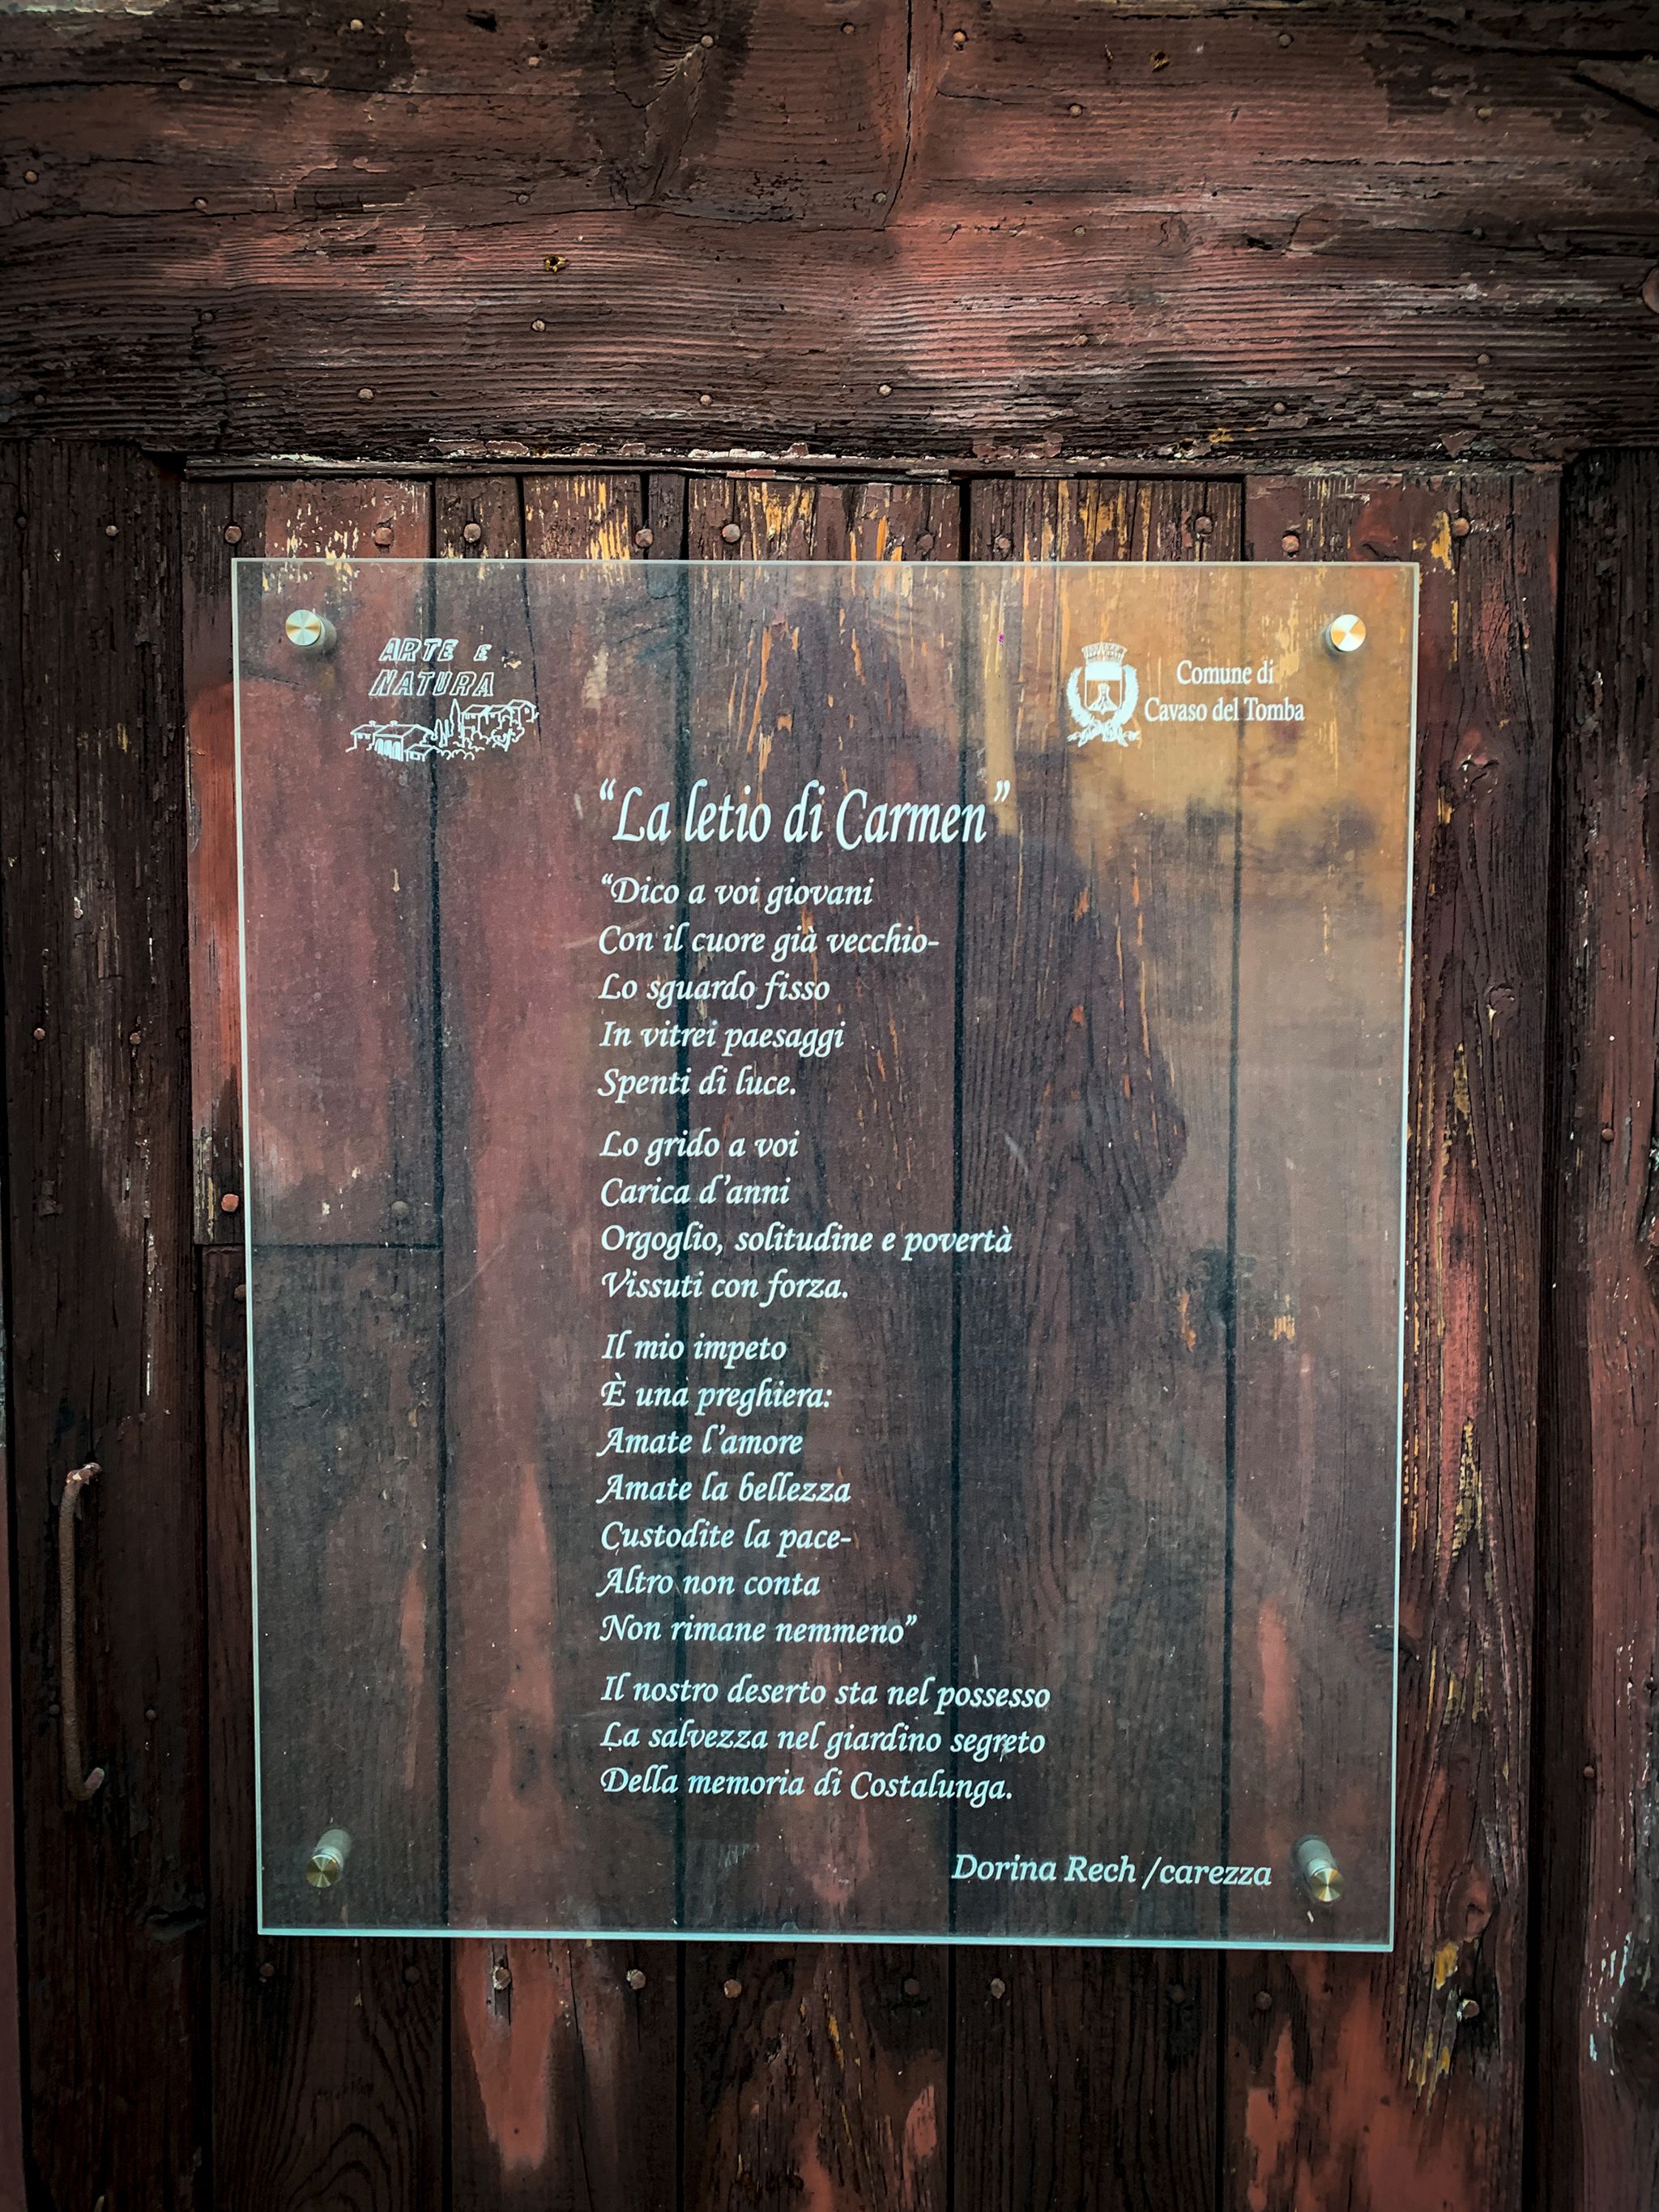 ARTE E
NATURA
Comune di
Cavaso del Tomba
“La letio di Carmen”
“Dico a voi giovani
Con il cuore già vecchio-
Lo sguardo fisso
In vitrei paesaggi
Spenti di luce.
Lo grido a voi
Carica d’anni
Orgoglio, solitudine e povertà
Vissuti con forza.
Il mio impeto
È una preghiera:
Amate l’amore
Amate la bellezza
Custodite la pace-
Altro non conta
Non rimane nemmeno”
Il nostro deserto sta nel possesso
La salvezza nel giardino segreto
Della memoria di Costalunga.
Dorina Rech /carezza